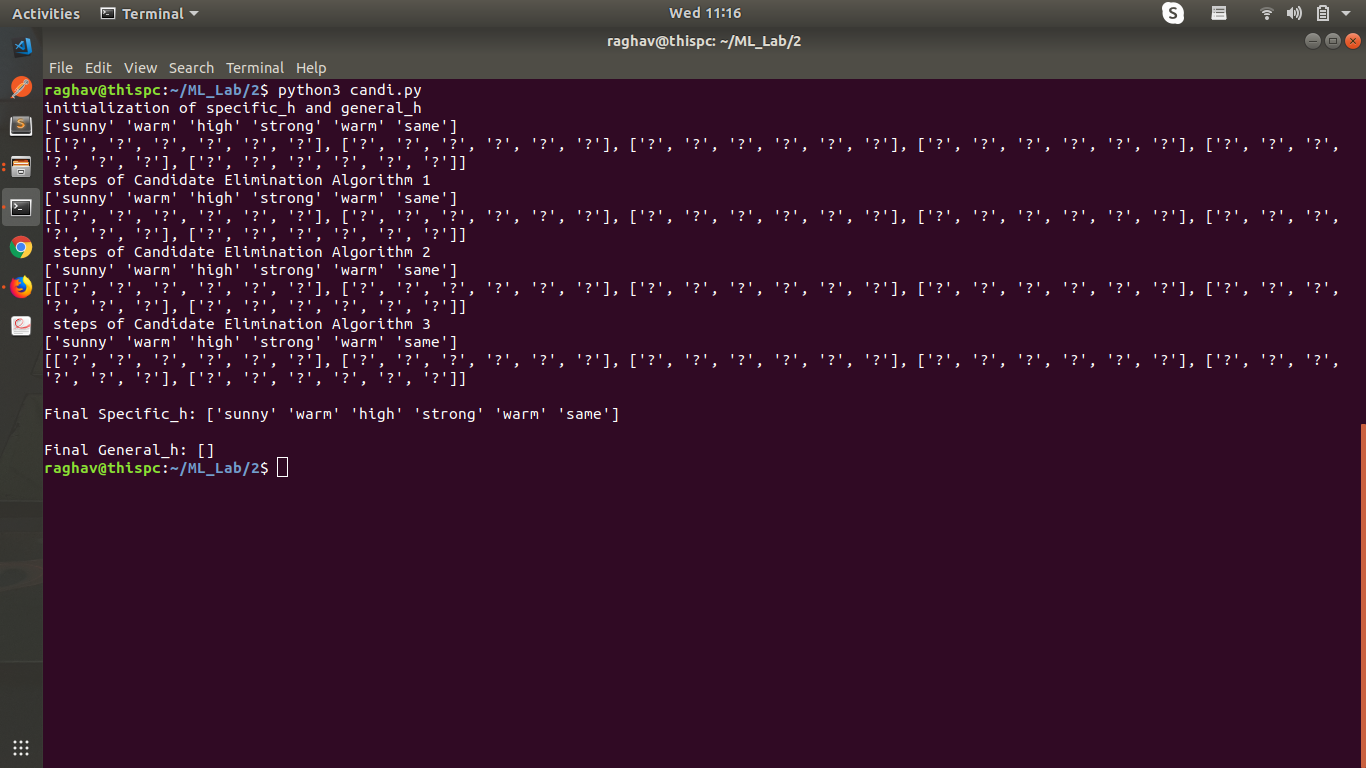 Activities Terminal Wed 11:16
raghav@thispc: ~/ML_Lab/2
File Edit View Search Terminal Help
raghav@thispc:~/ML_Lab/2$ python3 candi.py
initialization of specific_h and general_h
['sunny' 'warm' 'high' 'strong' 'warm' 'same']
[['?', '?', '?', '?', '?', '?'], ['?', '?', '?', '?', '?', '?'], ['?', '?', '?', '?', '?', '?'], ['?', '?', '?', '?', '?', '?'], ['?', '?', '?',
'?', '?', '?'], ['?', '?', '?', '?', '?', '?']]
steps of Candidate Elimination Algorithm 1
['sunny' 'warm' 'high' 'strong' 'warm' 'same']
[['?', '?', '?', '?', '?', '?'], ['?', '?', '?', '?', '?', '?'], ['?', '?', '?', '?', '?', '?'], ['?', '?', '?', '?', '?', '?'], ['?', '?', '?',
'?', '?', '?'], ['?', '?', '?', '?', '?', '?']]
steps of Candidate Elimination Algorithm 2
['sunny' 'warm' 'high' 'strong' 'warm' 'same']
[['?', '?', '?', '?', '?', '?'], ['?', '?', '?', '?', '?', '?'], ['?', '?', '?', '?', '?', '?'], ['?', '?', '?', '?', '?', '?'], ['?', '?', '?',
'?', '?', '?'], ['?', '?', '?', '?', '?', '?']]
steps of Candidate Elimination Algorithm 3
['sunny' 'warm' 'high' 'strong' 'warm' 'same']
[['?', '?', '?', '?', '?', '?'], ['?', '?', '?', '?', '?', '?'], ['?', '?', '?', '?', '?', '?'], ['?', '?', '?', '?', '?', '?'], ['?', '?', '?',
'?', '?', '?'], ['?', '?', '?', '?', '?', '?']]
Final Specific_h: ['sunny' 'warm' 'high' 'strong' 'warm' 'same']
Final General_h: []
raghav@thispc:~/ML_Lab/2$